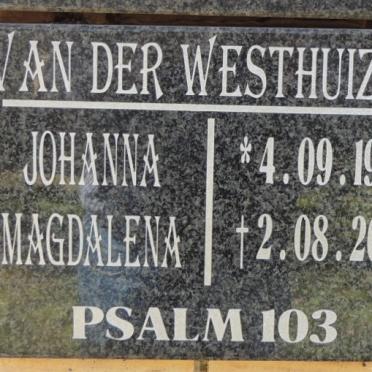 VAN DER WESTHUIZ
JOHANNA * 4.09.19
MAGDALENA † 2.08.20
PSALM 103